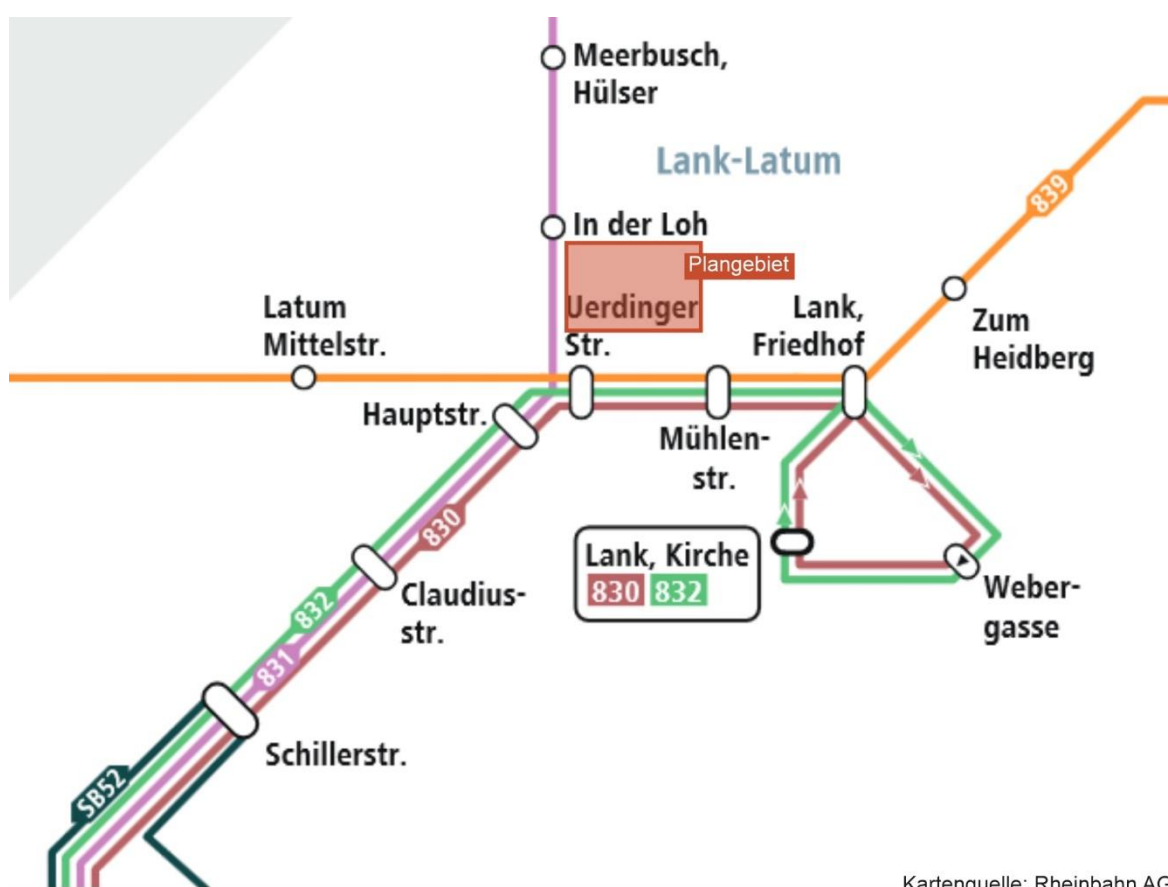 Meerbusch,
Hülser
Lank-Latum
839
In der Loh
Plangebiet
Latum
Mittelstr.
Uerdinger
Str.
Lank,
Friedhof
Zum
Heidberg
Hauptstr.
Mühlen-
str.
830
Lank, Kirche
830 832
Claudius-
str.
Weber-
gasse
832
831
Schillerstr.
SB52
Kartenquelle: Rheinbahn AG